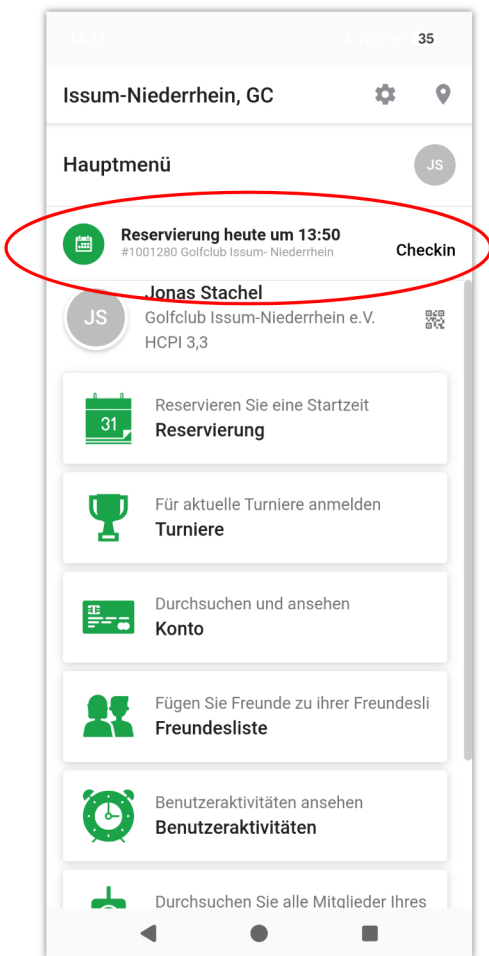 13:17
35
Issum-Niederrhein, GC
Hauptmenü
JS
Reservierung heute um 13:50
#1001280 Golfclub Issum- Niederrhein
Checkin
JS
Jonas Stachel
Golfclub Issum-Niederrhein e.V.
HCPI 3,3
31
Reservieren Sie eine Startzeit
Reservierung
Für aktuelle Turniere anmelden
Turniere
Durchsuchen und ansehen
Konto
Fügen Sie Freunde zu ihrer Freundesli
Freundesliste
Benutzeraktivitäten ansehen
Benutzeraktivitäten
Durchsuchen Sie alle Mitglieder Ihres